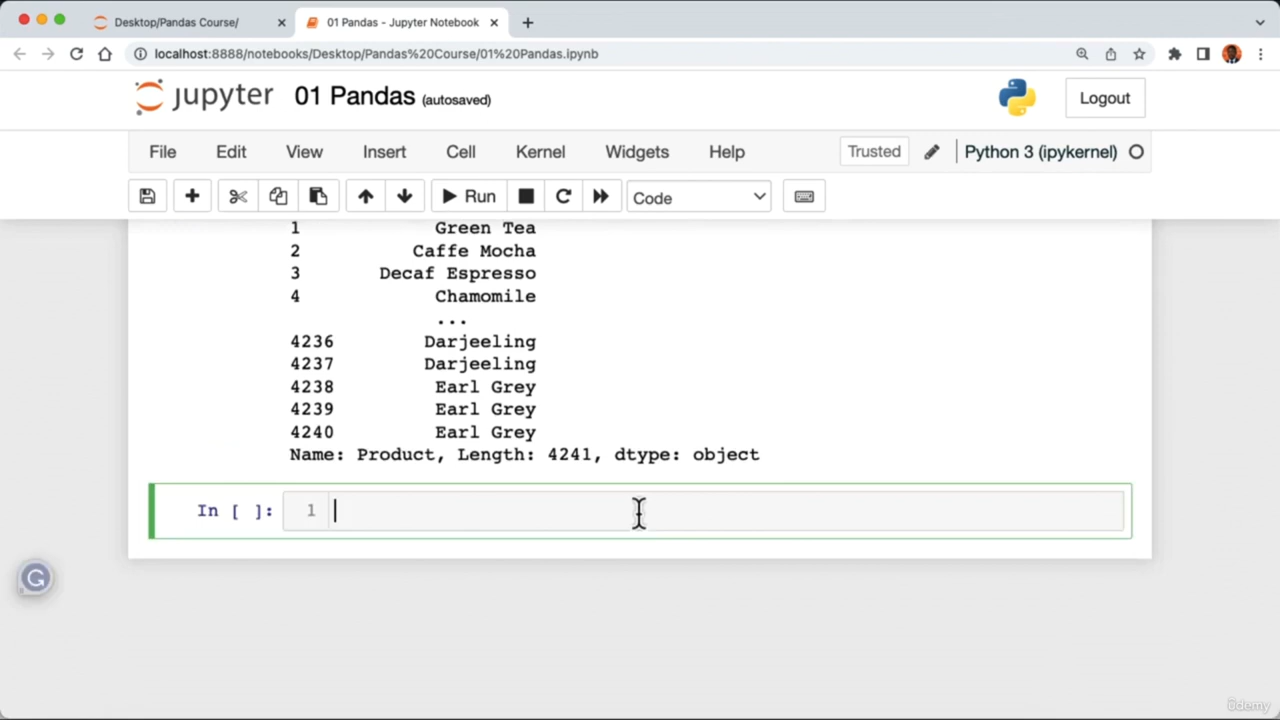 Desktop/Pandas Course/
01 Pandas - Jupyter Notebook
localhost:8888/notebooks/Desktop/Pandas%20Course/01%20Pandas.ipynb
jupyter 01 Pandas (autosaved)
Logout
File Edit View Insert Cell Kernel Widgets Help Trusted Python 3 (ipykernel)
Run Code
1 Green Tea
2 Caffe Mocha
3 Decaf Espresso
4 Chamomile
...
4236 Darjeeling
4237 Darjeeling
4238 Earl Grey
4239 Earl Grey
4240 Earl Grey
Name: Product, Length: 4241, dtype: object
In [ ]: 1
ûdemy